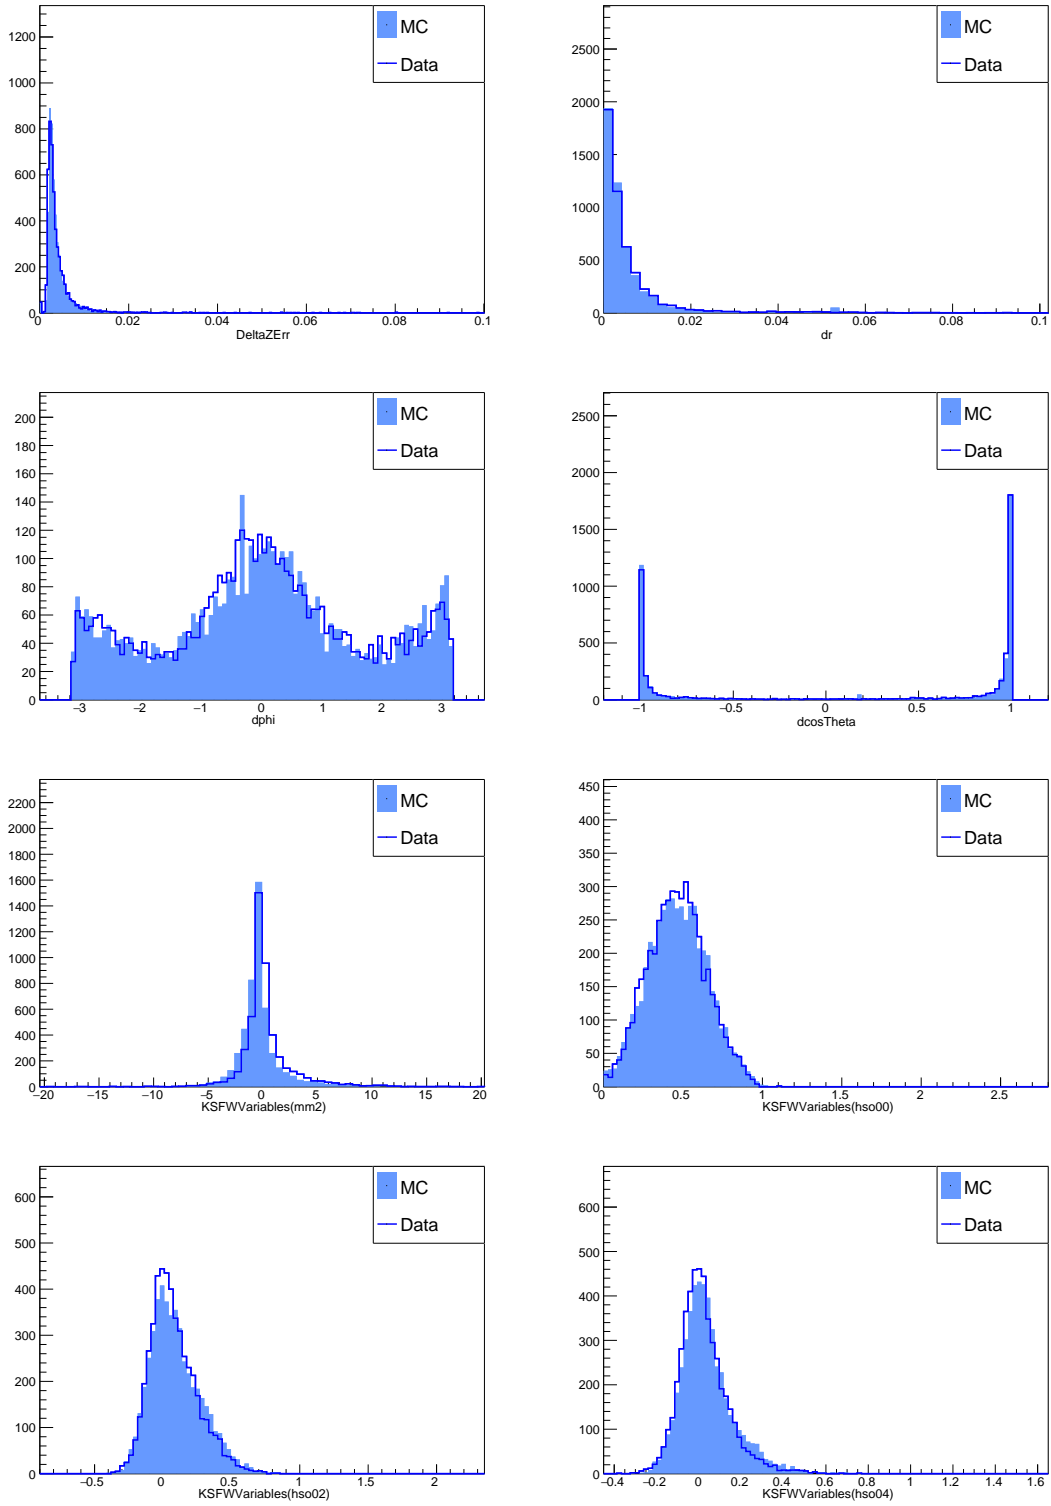 1200
1000
800
600
400
200
0
0 0.02 0.04 0.06 0.08 0.1
DeltaZErr
MC
Data
2500
2000
1500
1000
500
0
0 0.02 0.04 0.06 0.08 0.1
dr
MC
Data
200
180
160
140
120
100
80
60
40
20
0
−3 −2 −1 0 1 2 3
dphi
MC
Data
2500
2000
1500
1000
500
0
−1 −0.5 0 0.5 1
dcosTheta
MC
Data
2200
2000
1800
1600
1400
1200
1000
800
600
400
200
0
−20 −15 −10 −5 0 5 10 15 20
KSFWVariables(mm2)
MC
Data
450
400
350
300
250
200
150
100
50
0
0 0.5 1 1.5 2 2.5
KSFWVariables(hso00)
MC
Data
600
500
400
300
200
100
0
−0.5 0 0.5 1 1.5 2
KSFWVariables(hso02)
MC
Data
600
500
400
300
200
100
0
−0.4 −0.2 0 0.2 0.4 0.6 0.8 1 1.2 1.4 1.6
KSFWVariables(hso04)
MC
Data